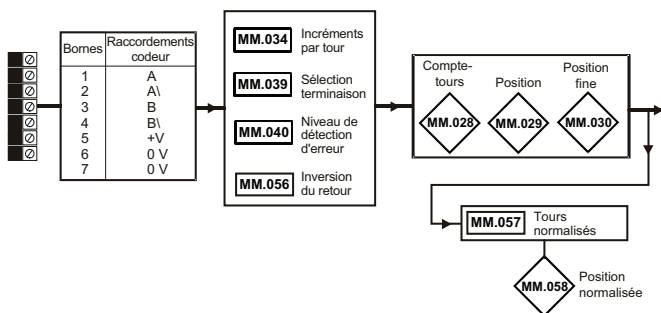 Bornes Raccordements codeur
1 A
2 A\
3 B
4 B\
5 +V
6 0 V
7 0 V
MM.034 Incréments par tour
MM.039 Sélection terminaison
MM.040 Niveau de détection d'erreur
MM.056 Inversion du retour
Compte-tours
MM.028
Position
MM.029
Position fine
MM.030
MM.057 Tours normalisés
MM.058 Position normalisée